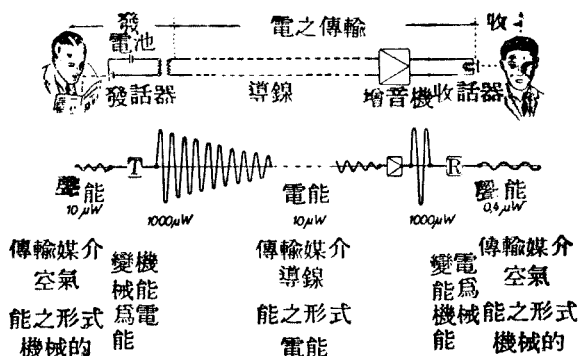 發 電之傳輸 收
電池
發話器 導線 增音機 收話器
T R
聲能 電能 聲能
10μW 1000μW 10μW 1000μW 0,4μW
傳輸媒介
空氣
能之形式
機械的
變機
械能
為電
能
傳輸媒介
導線
能之形式
電能
變電
能為
機械
能
傳輸媒介
空氣
能之形式
機械的